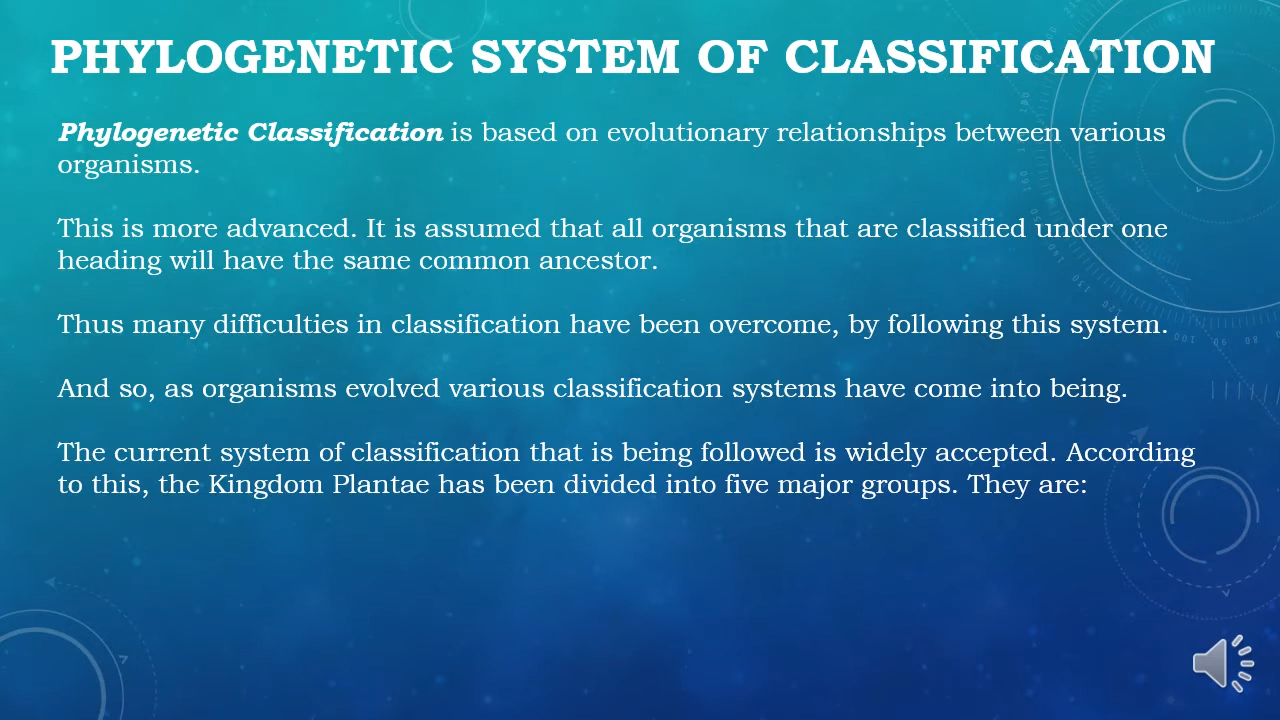 PHYLOGENETIC SYSTEM OF CLASSIFICATION
Phylogenetic Classification is based on evolutionary relationships between various
organisms.
This is more advanced. It is assumed that all organisms that are classified under one
heading will have the same common ancestor.
Thus many difficulties in classification have been overcome, by following this system.
And so, as organisms evolved various classification systems have come into being.
The current system of classification that is being followed is widely accepted. According
to this, the Kingdom Plantae has been divided into five major groups. They are: